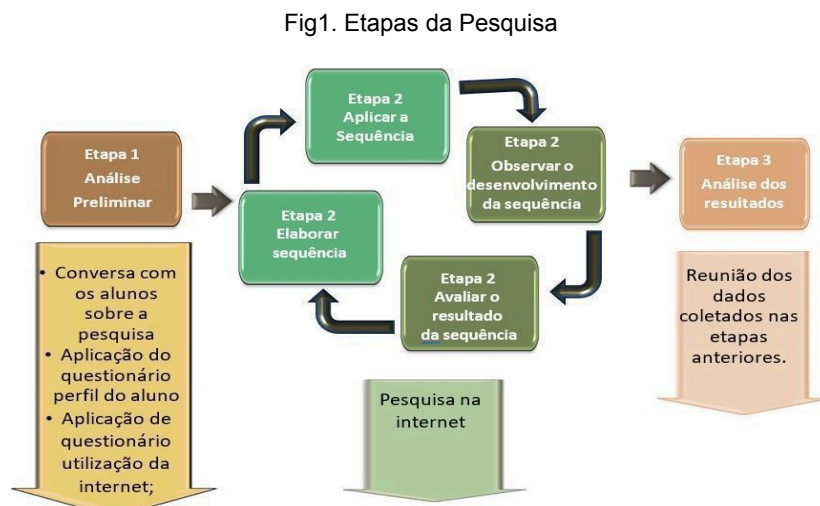 Fig1. Etapas da Pesquisa
Etapa 1
Análise
Preliminar
Etapa 2
Aplicar a
Sequência
Etapa 2
Elaborar
sequência
Etapa 2
Observar o
desenvolvimento
da sequência
Etapa 2
Avaliar o
resultado
da sequência
Etapa 3
Análise dos
resultados
• Conversa com
os alunos
sobre a
pesquisa
• Aplicação do
questionário
perfil do aluno
• Aplicação de
questionário
utilização da
internet;
Pesquisa na
internet
Reunião dos
dados
coletados nas
etapas
anteriores.